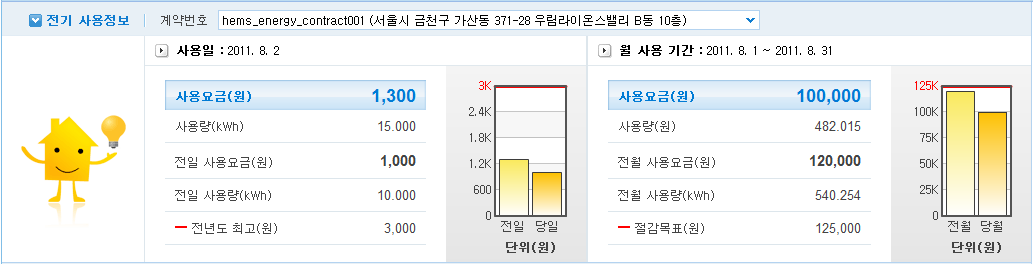 전기 사용정보
계약번호 hems_energy_contract001 (서울시 금천구 가산동 371-28 우림라이온스밸리 B동 10층)
사용일 : 2011. 8. 2
사용요금(원) 1,300
사용량(kWh) 15.000
전일 사용요금(원) 1,000
전일 사용량(kWh) 10.000
전년도 최고(원) 3,000
3K
2.4K
1.8K
1.2K
600
0
전일 당일
단위(원)
월 사용 기간 : 2011. 8. 1 ~ 2011. 8. 31
사용요금(원) 100,000
사용량(원) 482.015
전월 사용요금(원) 120,000
전월 사용량(kWh) 540.254
절감목표(원) 125,000
125K
100K
75K
50K
25K
0
전월 당월
단위(원)